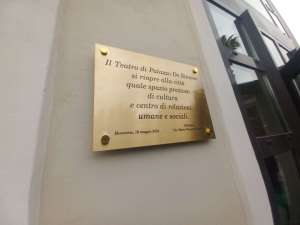 Il Teatro di Palazzo De
si riapre alla città
quale spazio prezioso
di cultura
e centro di relazioni
umane e sociali.
maggio